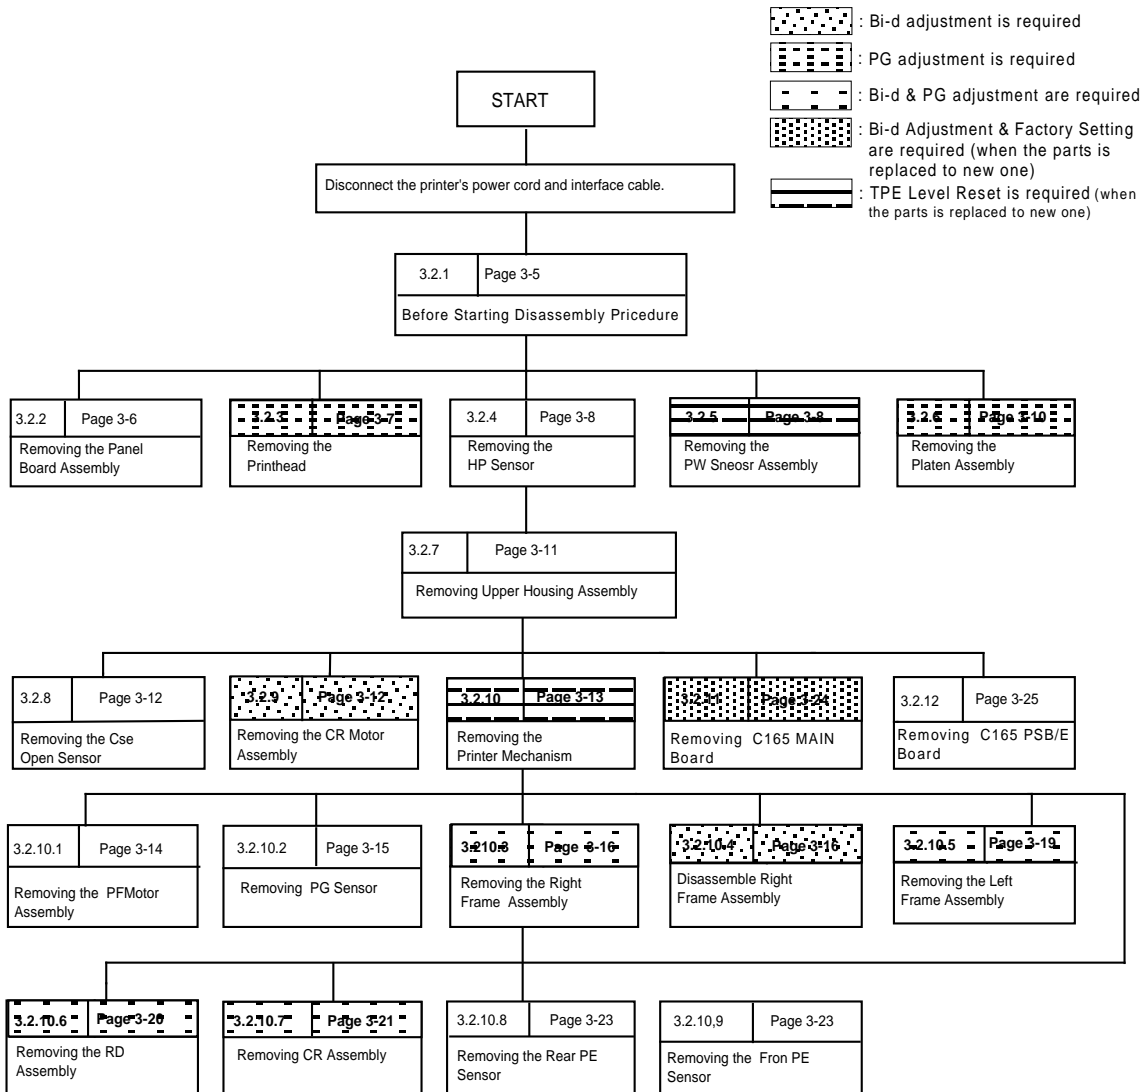 : Bi-d adjustment is required
: PG adjustment is required
: Bi-d & PG adjustment are required
: Bi-d Adjustment & Factory Setting
are required (when the parts is
replaced to new one)
: TPE Level Reset is required (when
the parts is replaced to new one)
START
Disconnect the printer's power cord and interface cable.
3.2.1 Page 3-5
Before Starting Disassembly Pricedure
3.2.2 Page 3-6
Removing the Panel
Board Assembly
3.2.3 Page 3-7
Removing the
Printhead
3.2.4 Page 3-8
Removing the
HP Sensor
3.2.5 Page 3-8
Removing the
PW Sneosr Assembly
3.2.6 Page 3-10
Removing the
Platen Assembly
3.2.7 Page 3-11
Removing Upper Housing Assembly
3.2.8 Page 3-12
Removing the Cse
Open Sensor
3.2.9 Page 3-12
Removing the CR Motor
Assembly
3.2.10 Page 3-13
Removing the
Printer Mechanism
3.2.11 Page 3-24
Removing C165 MAIN
Board
3.2.12 Page 3-25
Removing C165 PSB/E
Board
3.2.10.1 Page 3-14
Removing the PFMotor
Assembly
3.2.10.2 Page 3-15
Removing PG Sensor
3.210.3 Page 3-16
Removing the Right
Frame Assembly
3.2.10.4 Page 3-16
Disassemble Right
Frame Assembly
3.2.10.5 Page 3-19
Removing the Left
Frame Assembly
3.2.10.6 Page 3-20
Removing the RD
Assembly
3.2.10.7 Page 3-21
Removing CR Assembly
3.2.10.8 Page 3-23
Removing the Rear PE
Sensor
3.2.10,9 Page 3-23
Removing the Fron PE
Sensor